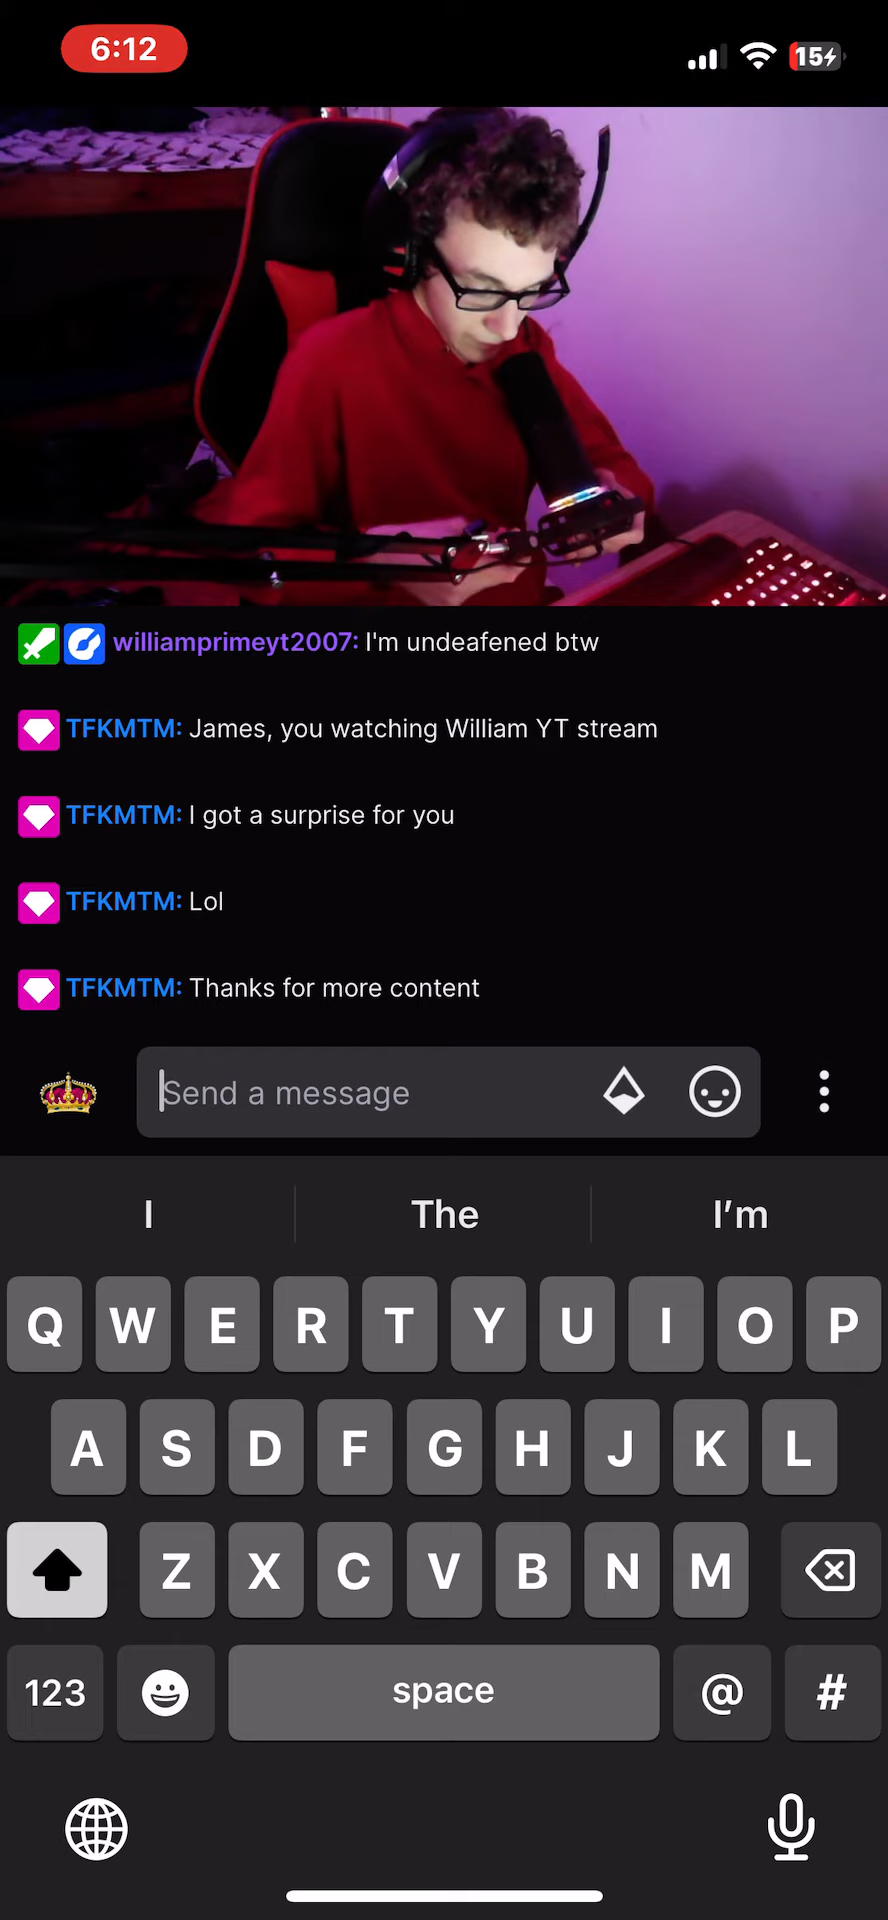 6:12
15
williamprimeyt2007: I'm undeafened btw
TFKMTM: James, you watching William YT stream
TFKMTM: I got a surprise for you
TFKMTM: Lol
TFKMTM: Thanks for more content
Send a message
I The I'm
Q W E R T Y U I O P
A S D F G H J K L
Z X C V B N M
123 space @ #